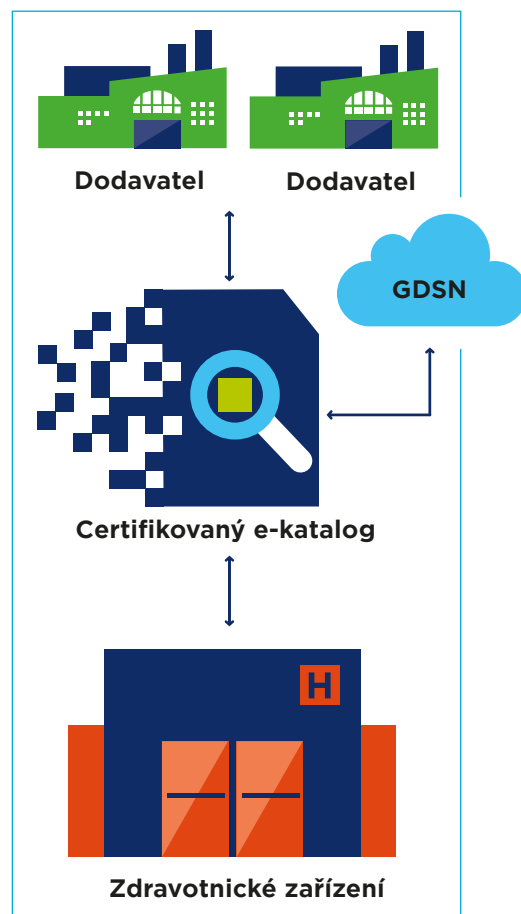 Dodavatel
Dodavatel
GDSN
Certifikovaný e-katalog
H
Zdravotnické zařízení